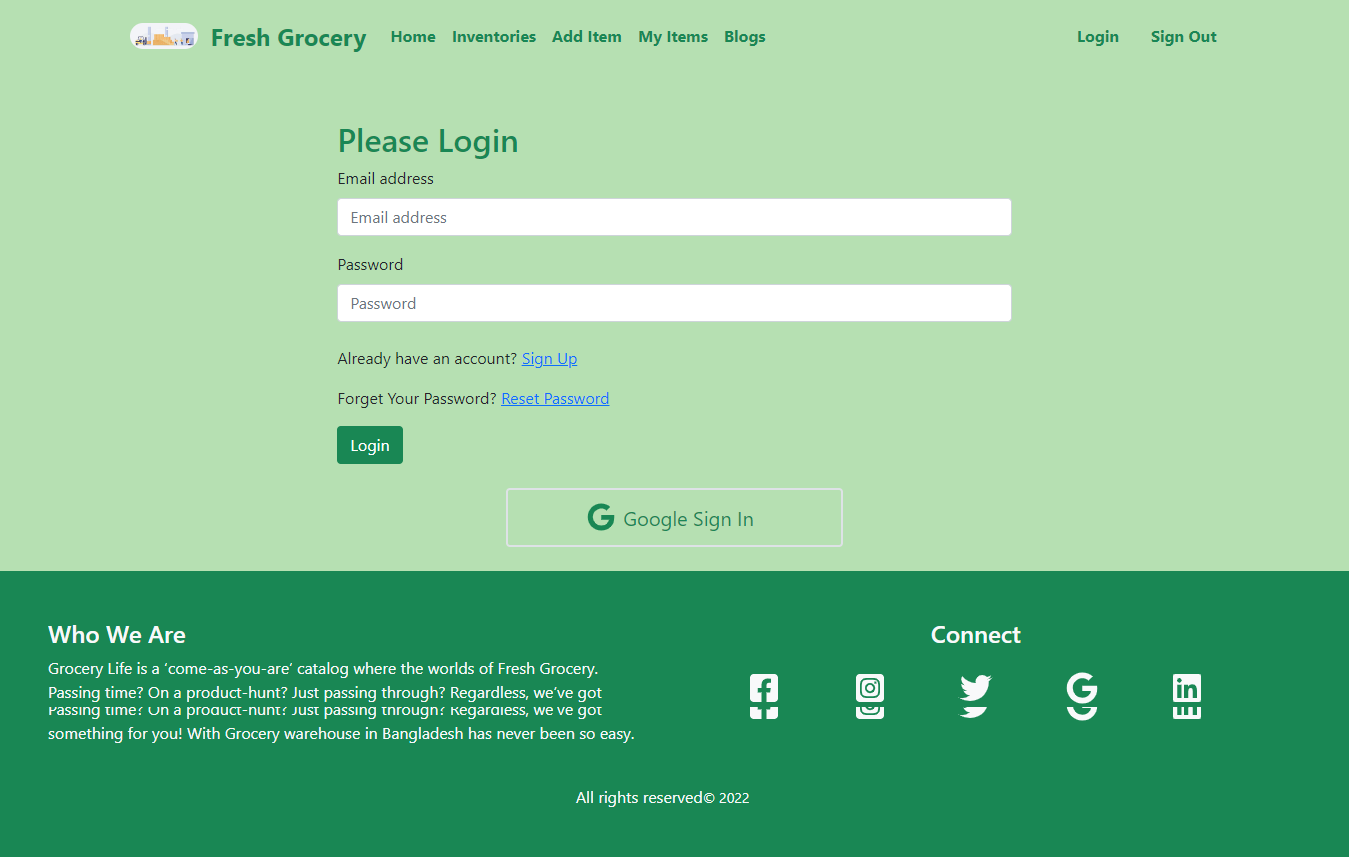 Fresh Grocery Home Inventories Add Item My Items Blogs Login Sign Out
Please Login
Email address
Email address
Password
Password
Already have an account? Sign Up
Forget Your Password? Reset Password
Login
Google Sign In
Who We Are
Grocery Life is a ‘come-as-you-are’ catalog where the worlds of Fresh Grocery.
Passing time? On a product-hunt? Just passing through? Regardless, we’ve got
Passing time? On a product-hunt? Just passing through? Regardless, we’ve got
something for you! With Grocery warehouse in Bangladesh has never been so easy.
Connect
All rights reserved© 2022